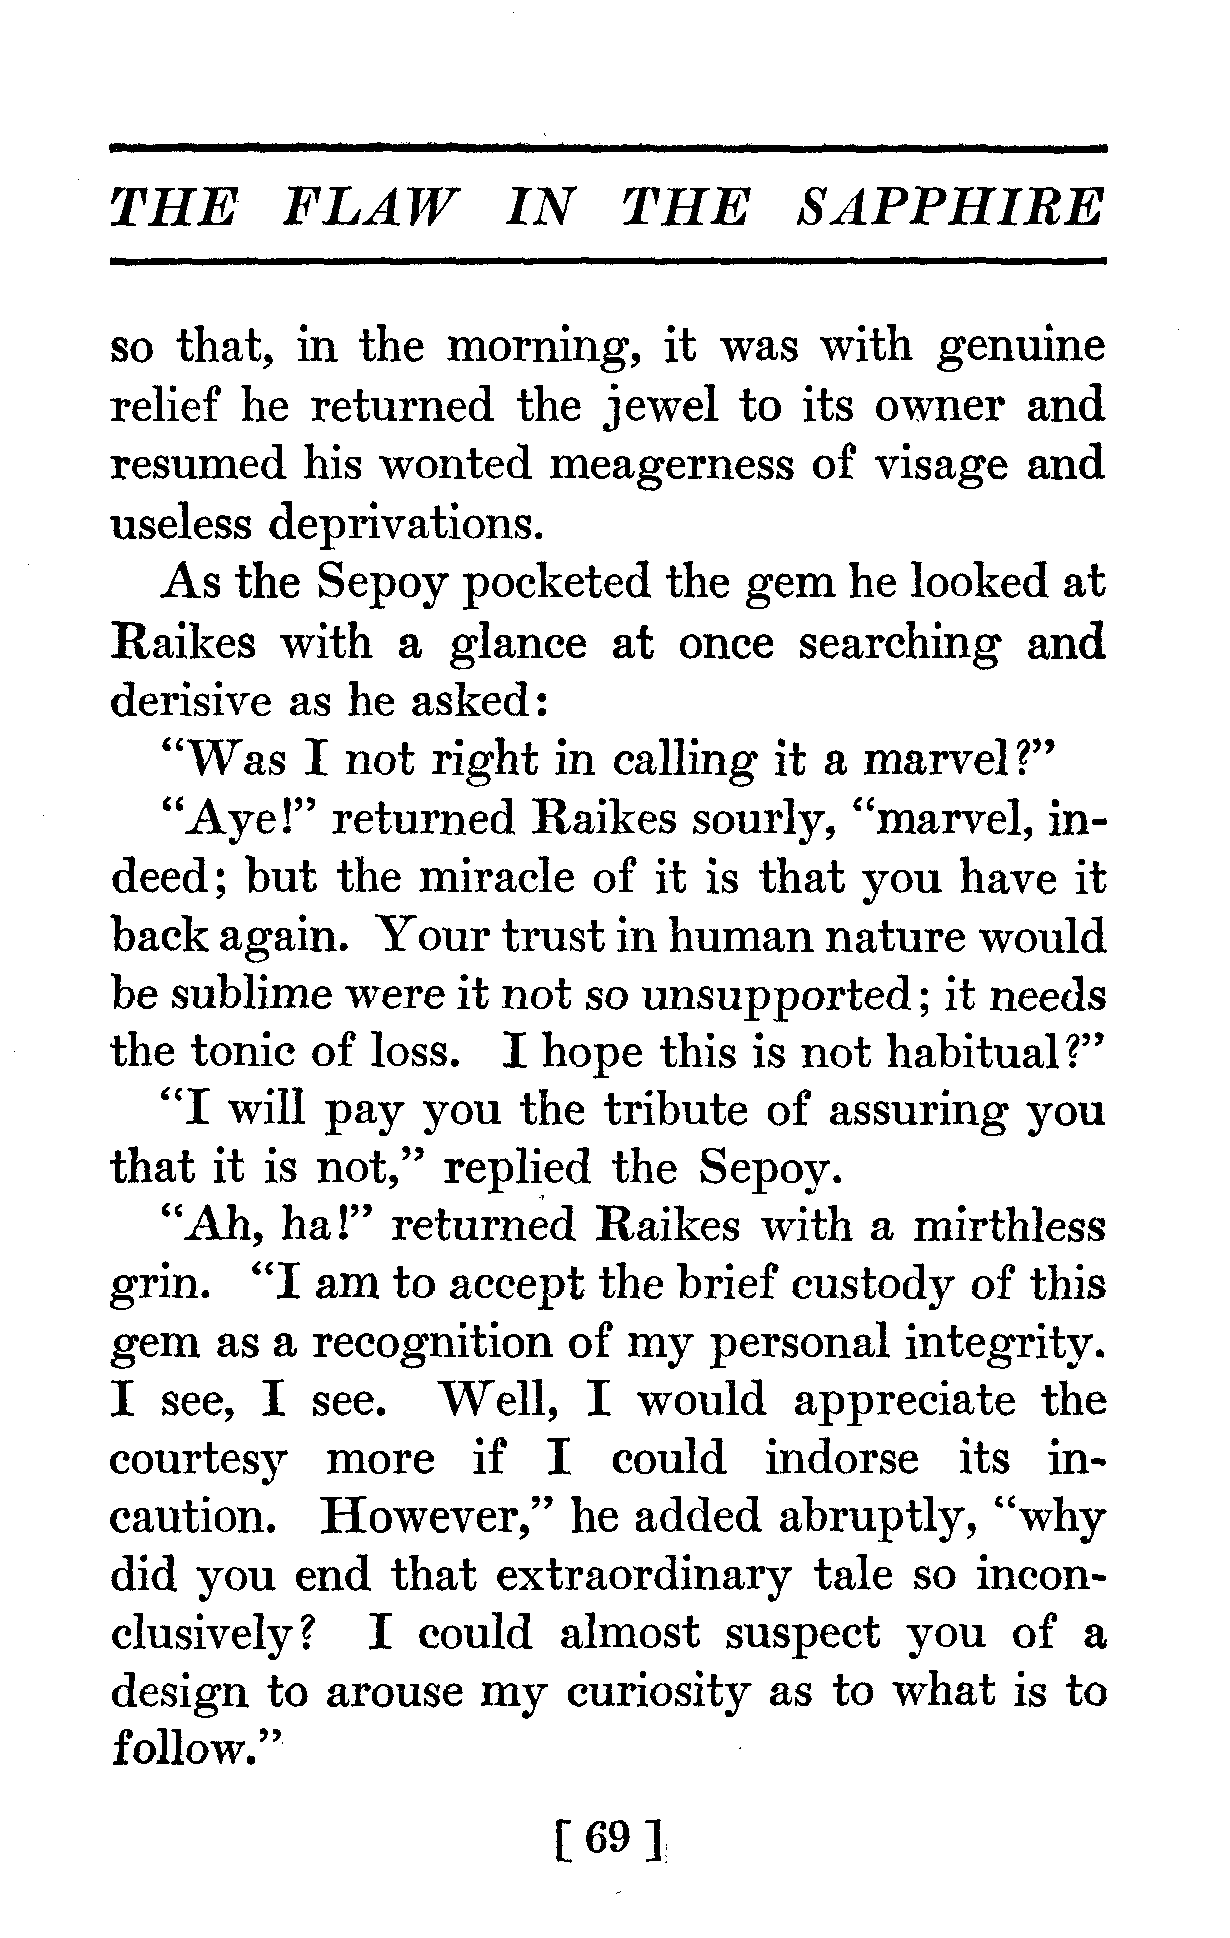 THE FLAW IN THE SAPPHIRE
so that, in the morning, it was with genuine
relief he returned the jewel to its owner and
resumed his wonted meagerness of visage and
useless deprivations.
As the Sepoy pocketed the gem he looked at
Raikes with a glance at once searching and
derisive as he asked:
“Was I not right in calling it a marvel?”
“Aye!” returned Raikes sourly, “marvel, in-
deed; but the miracle of it is that you have it
back again. Your trust in human nature would
be sublime were it not so unsupported; it needs
the tonic of loss. I hope this is not habitual?”
“I will pay you the tribute of assuring you
that it is not,” replied the Sepoy.
“Ah, ha!” returned Raikes with a mirthless
grin. “I am to accept the brief custody of this
gem as a recognition of my personal integrity.
I see, I see. Well, I would appreciate the
courtesy more if I could indorse its in-
caution. However,” he added abruptly, “why
did you end that extraordinary tale so incon-
clusively? I could almost suspect you of a
design to arouse my curiosity as to what is to
follow.”
[ 69 ]